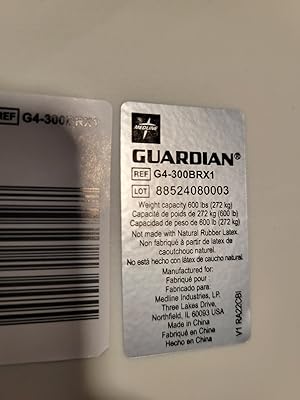 REF G4-300BRX1
MEDLINE
GUARDIAN®
REF G4-300BRX1
LOT 88524080003
Weight capacity 600 lbs (272 kg)
Capacité de poids de 272 kg (600 lb)
Capacidad de peso de 600 lb (272 kg)
Not made with Natural Rubber Latex.
Non fabriqué à partir de latex de
caoutchouc naturel.
No está hecho con látex de caucho natural.
Manufactured for:
Fabriqué pour :
Fabricado para:
Medline Industries, LP.
Three Lakes Drive,
Northfield, IL 60093 USA
Made in China
Fabriqué en Chine
Hecho en China
V1 RA22CBI